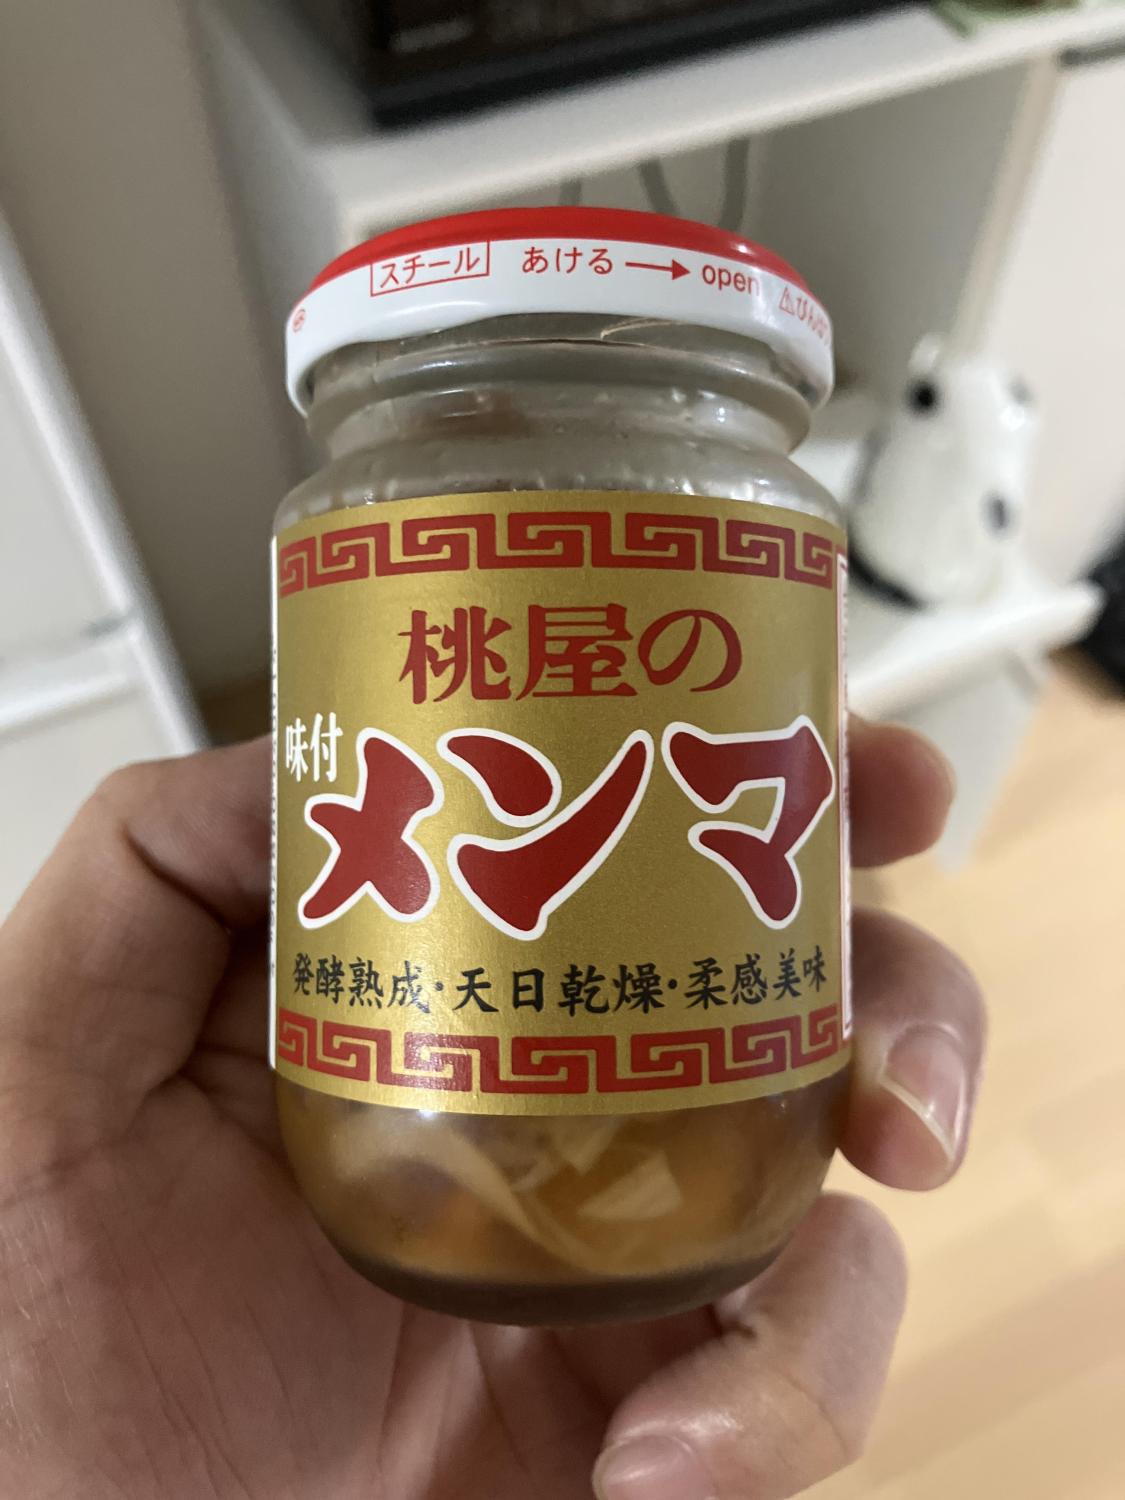 スチール あける → open
桃屋の
味付
メンマ
発酵熟成・天日乾燥・柔感美味